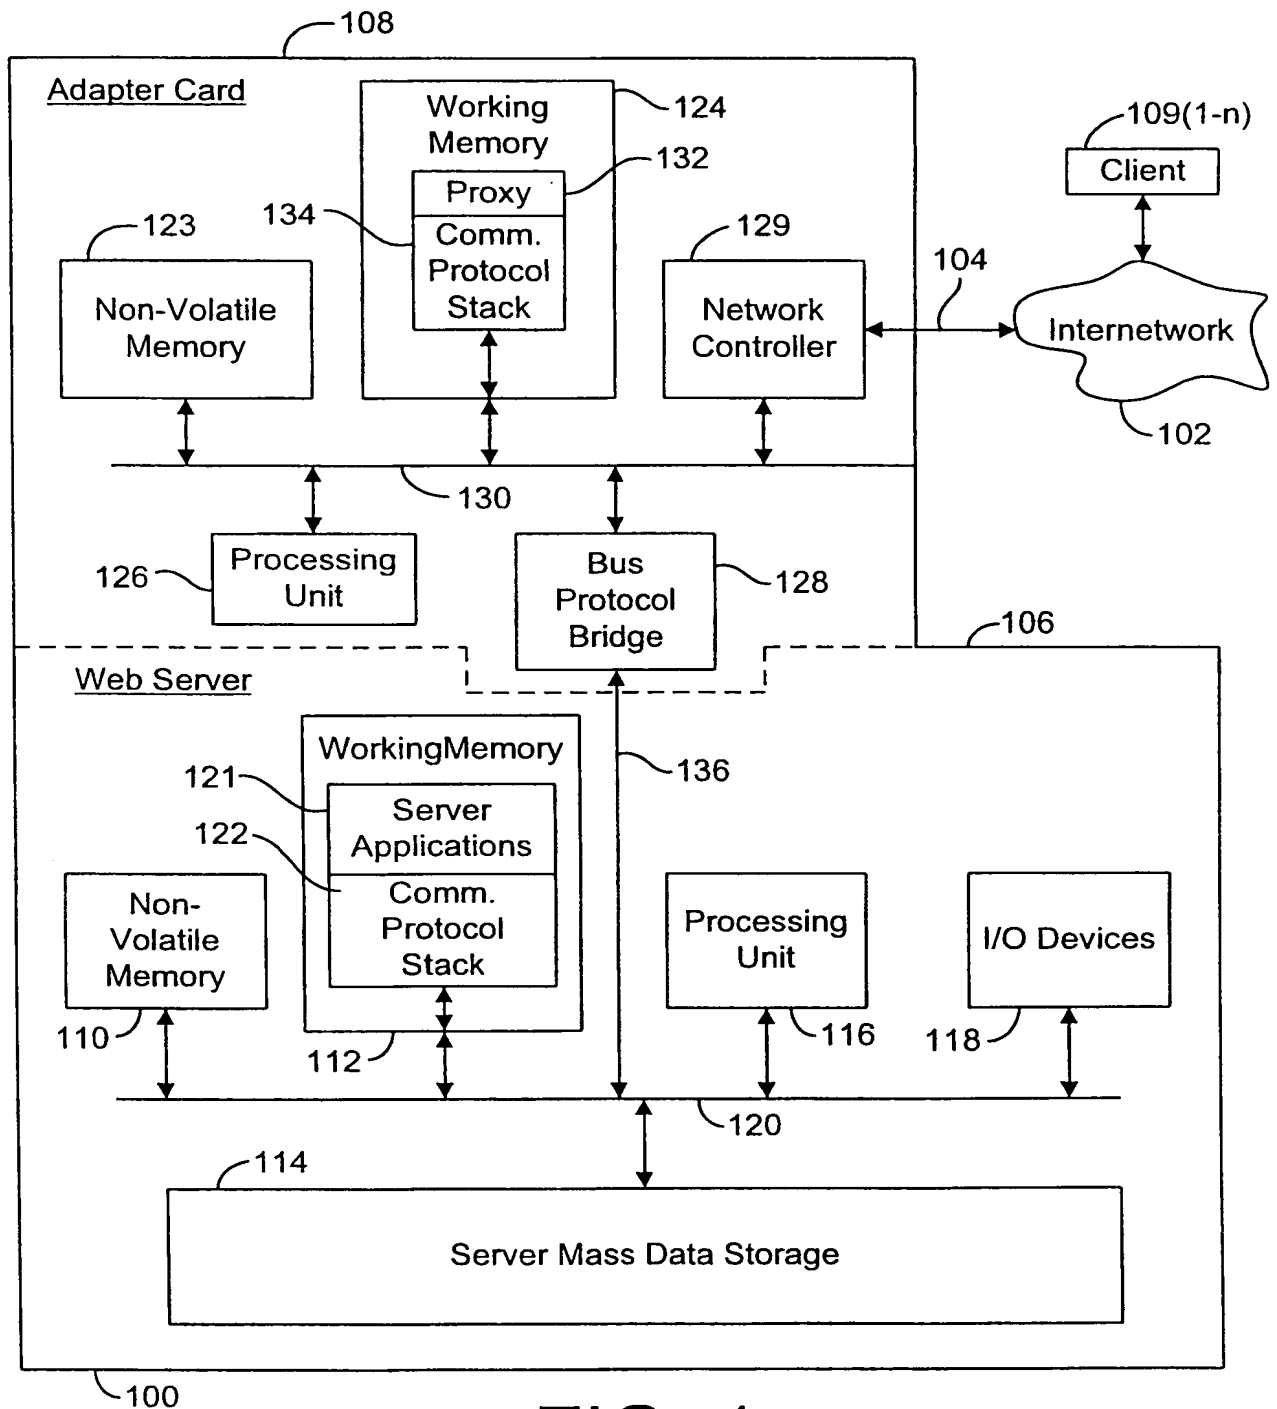 108
Adapter Card
Working
Memory
124
132
Proxy
134
Comm.
Protocol
Stack
123
Non-Volatile
Memory
129
Network
Controller
104
109(1-n)
Client
Internetwork
102
130
126
Processing
Unit
Bus
Protocol
Bridge
128
106
Web Server
WorkingMemory
136
121
Server
Applications
122
Comm.
Protocol
Stack
Non-
Volatile
Memory
110
112
Processing
Unit
116
I/O Devices
118
120
114
Server Mass Data Storage
100